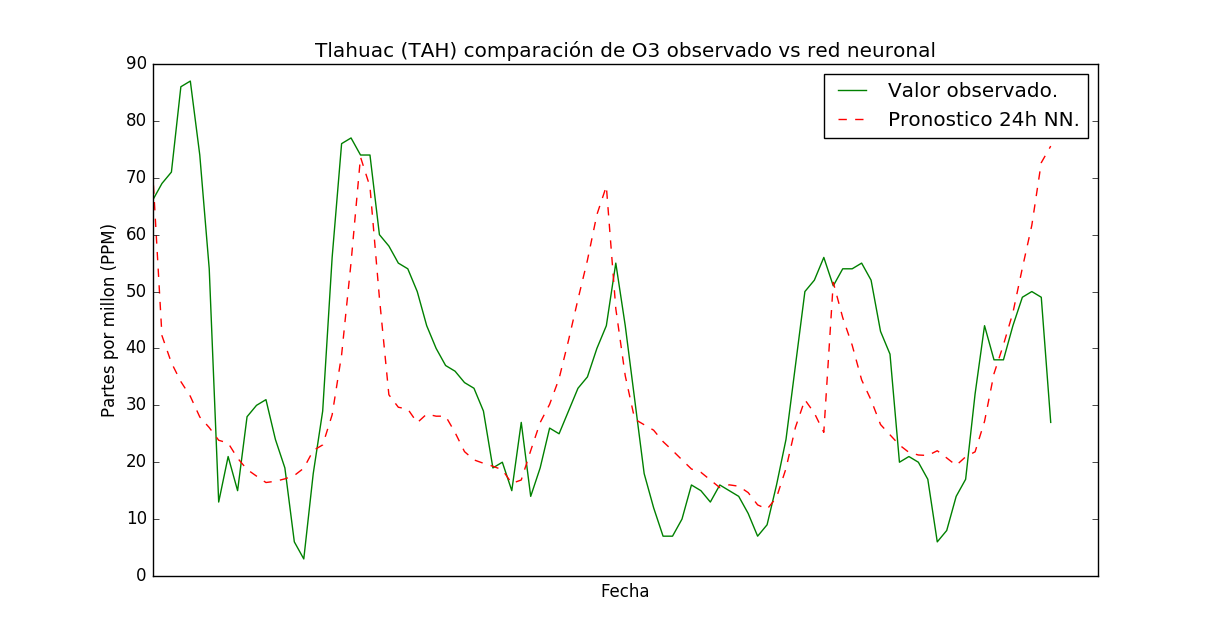 Tlahuac (TAH) comparación de O3 observado vs red neuronal
90
80
70
60
50
40
30
20
10
0
Partes por millon (PPM)
Valor observado.
Pronostico 24h NN.
Fecha